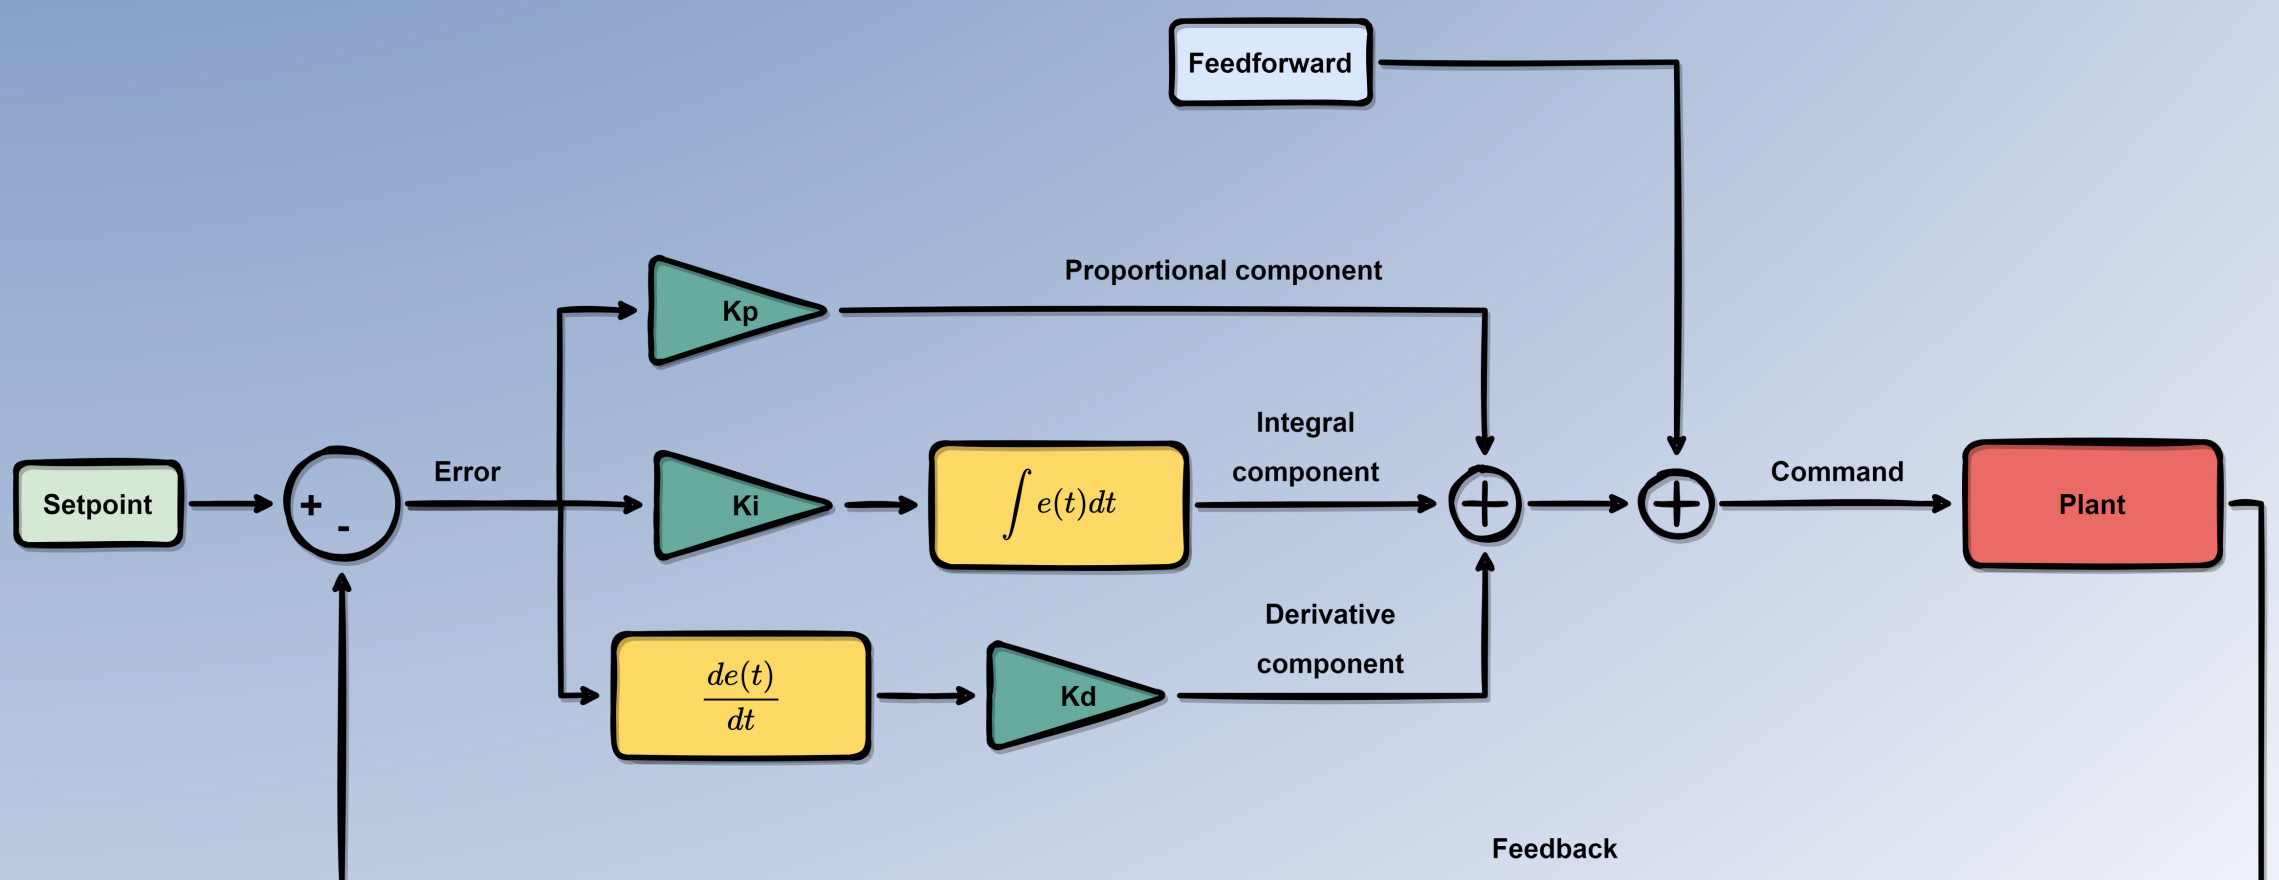 Feedforward
Proportional component
Kp
Integral
component
Error
Command
Setpoint
+
-
Ki
∫ e(t)dt
+
+
Plant
Derivative
component
de(t)
dt
Kd
Feedback